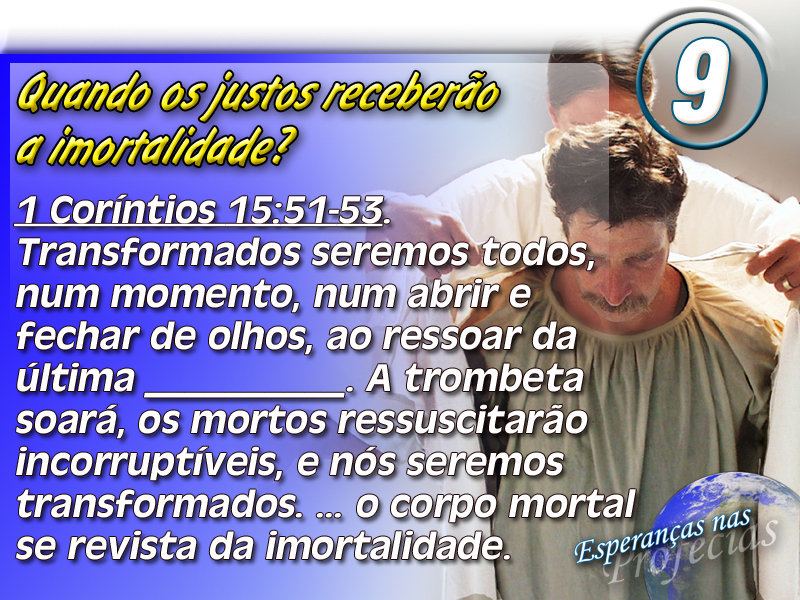 9
Quando os justos receberão
a imortalidade?
1 Coríntios 15:51-53.
Transformados seremos todos,
num momento, num abrir e
fechar de olhos, ao ressoar da
última __________. A trombeta
soará, os mortos ressuscitarão
incorruptíveis, e nós seremos
transformados. ... o corpo mortal
se revista da imortalidade.
Esperanças nas
Profecias